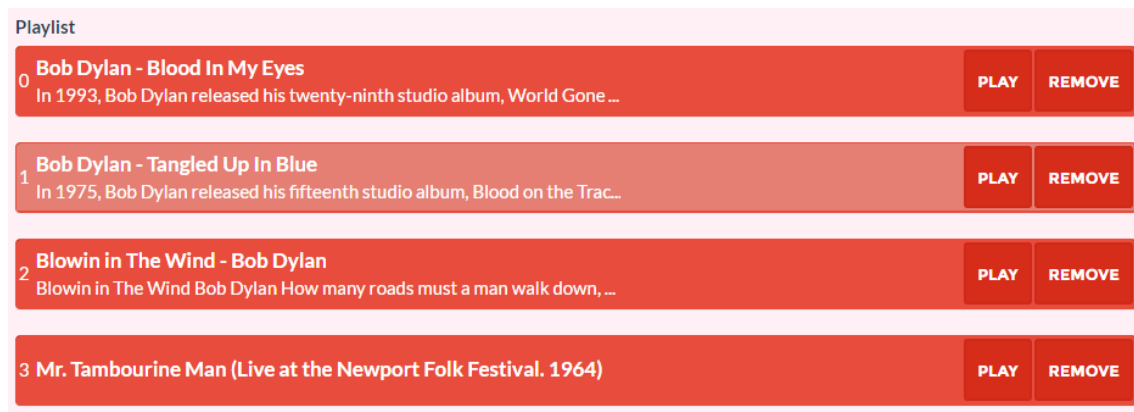 Playlist
0 Bob Dylan - Blood In My Eyes
In 1993, Bob Dylan released his twenty-ninth studio album, World Gone ...
PLAY REMOVE
1 Bob Dylan - Tangled Up In Blue
In 1975, Bob Dylan released his fifteenth studio album, Blood on the Trac...
PLAY REMOVE
2 Blowin in The Wind - Bob Dylan
Blowin in The Wind Bob Dylan How many roads must a man walk down, ...
PLAY REMOVE
3 Mr. Tambourine Man (Live at the Newport Folk Festival. 1964)
PLAY REMOVE